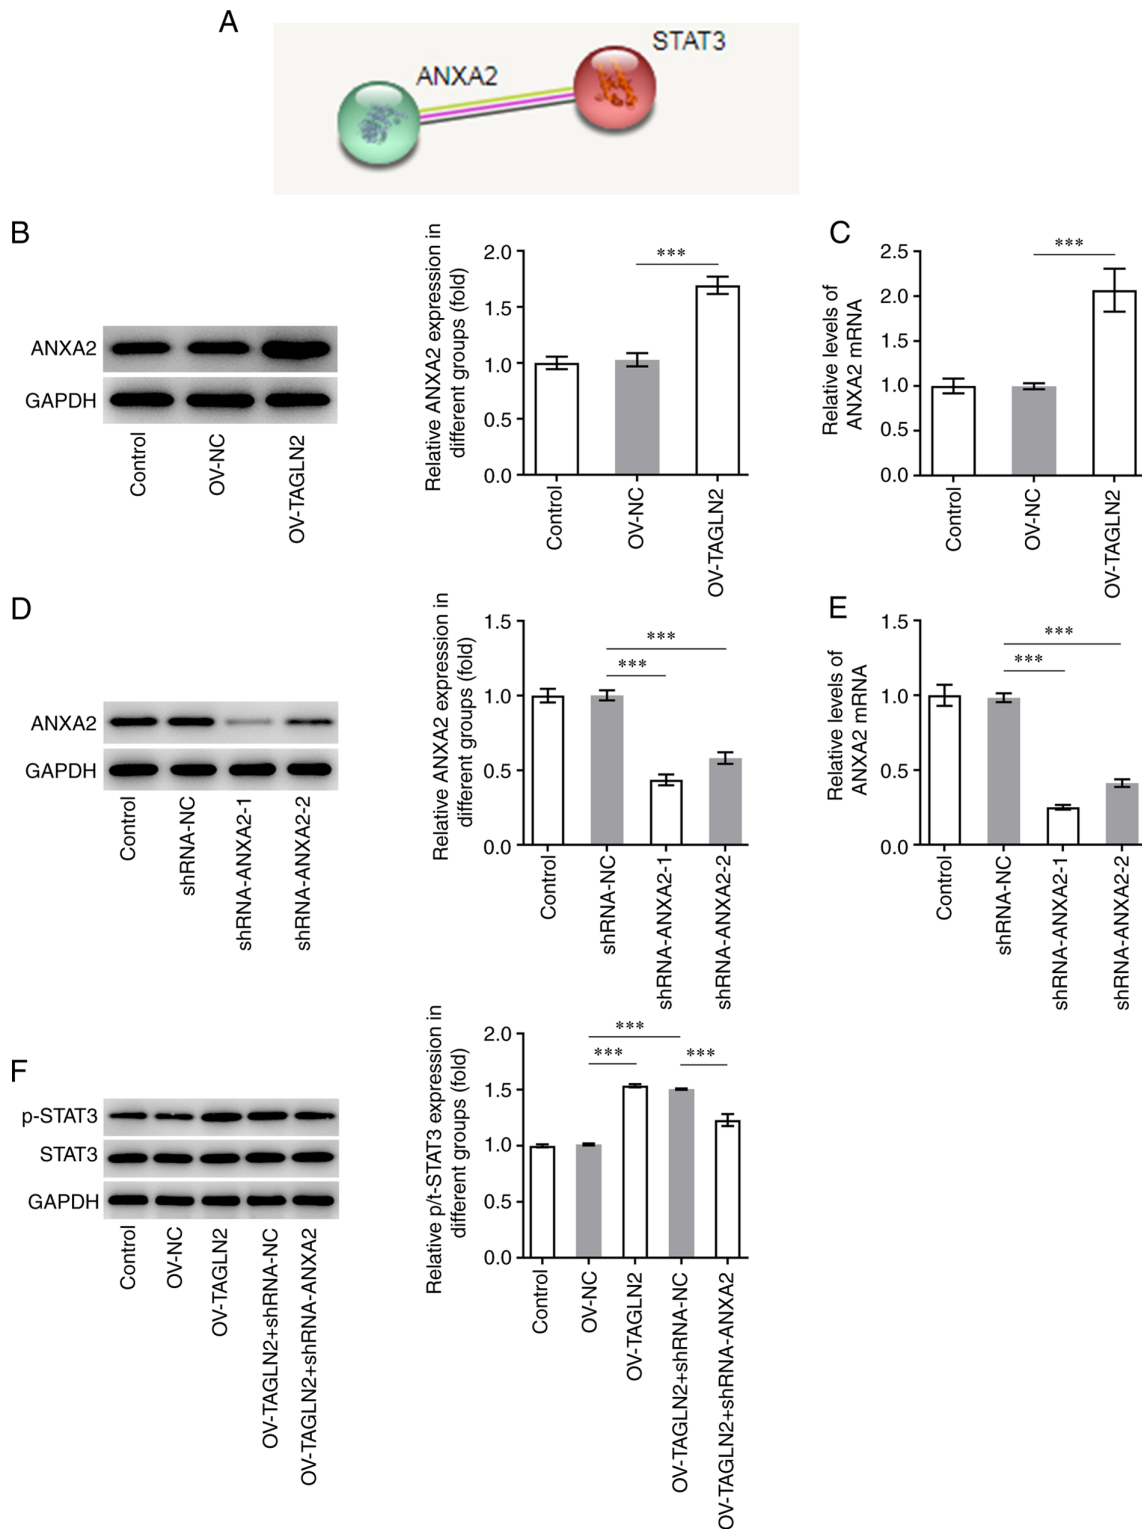 A
ANXA2
STAT3
B
ANXA2
GAPDH
Control
OV-NC
OV-TAGLN2
Relative ANXA2 expression in
different groups (fold)
2.0
1.5
1.0
0.5
0.0
***
Control
OV-NC
OV-TAGLN2
C
Relative levels of
ANXA2 mRNA
2.5
2.0
1.5
1.0
0.5
0.0
***
Control
OV-NC
OV-TAGLN2
D
ANXA2
GAPDH
Control
shRNA-NC
shRNA-ANXA2-1
shRNA-ANXA2-2
Relative ANXA2 expression in
different groups (fold)
1.5
1.0
0.5
0.0
***
***
Control
shRNA-NC
shRNA-ANXA2-1
shRNA-ANXA2-2
E
Relative levels of
ANXA2 mRNA
1.5
1.0
0.5
0.0
***
***
Control
shRNA-NC
shRNA-ANXA2-1
shRNA-ANXA2-2
F
p-STAT3
STAT3
GAPDH
Control
OV-NC
OV-TAGLN2
OV-TAGLN2+shRNA-NC
OV-TAGLN2+shRNA-ANXA2
Relative p/t-STAT3 expression in
different groups (fold)
2.0
1.5
1.0
0.5
0.0
***
***
***
Control
OV-NC
OV-TAGLN2
OV-TAGLN2+shRNA-NC
OV-TAGLN2+shRNA-ANXA2